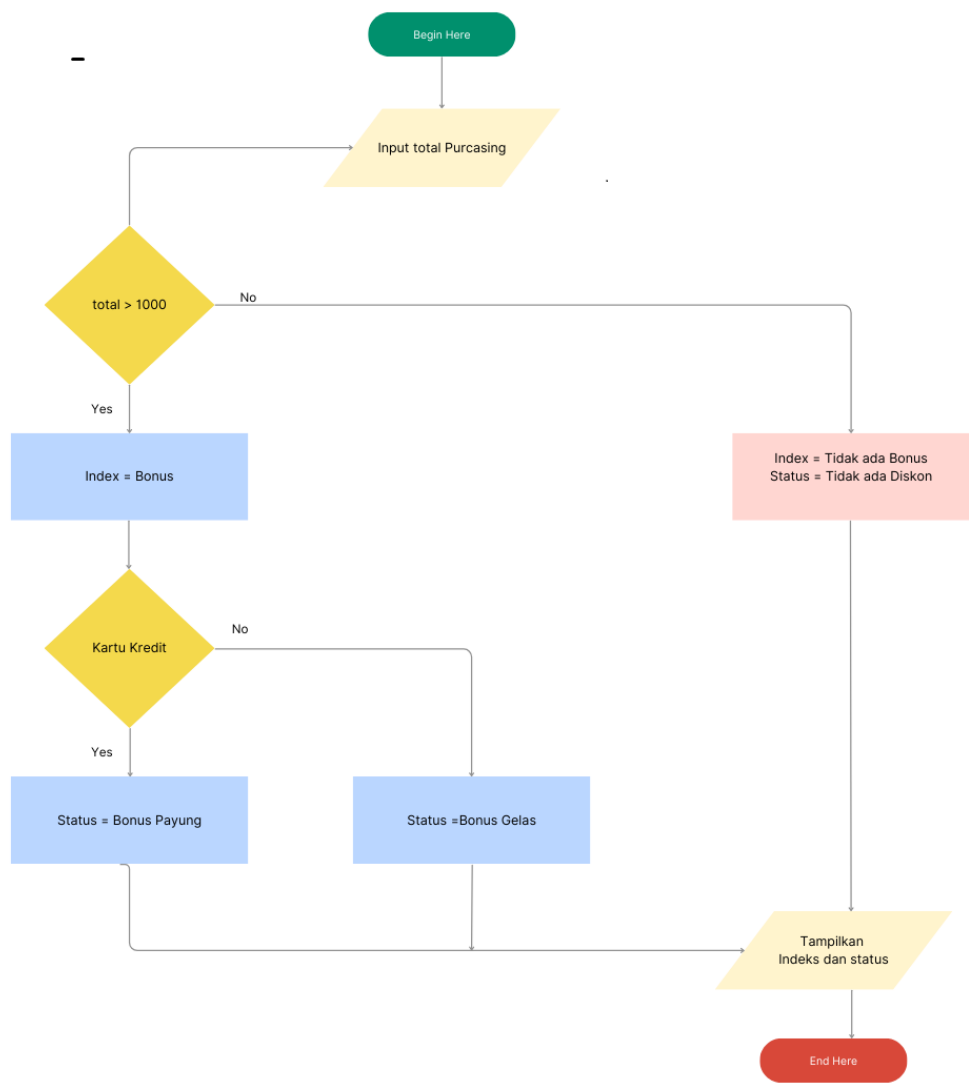 Begin Here
Input total Purcasing
total > 1000
No
Yes
Index = Bonus
Index = Tidak ada Bonus
Status = Tidak ada Diskon
Kartu Kredit
No
Yes
Status = Bonus Payung
Status =Bonus Gelas
Tampilkan
Indeks dan status
End Here